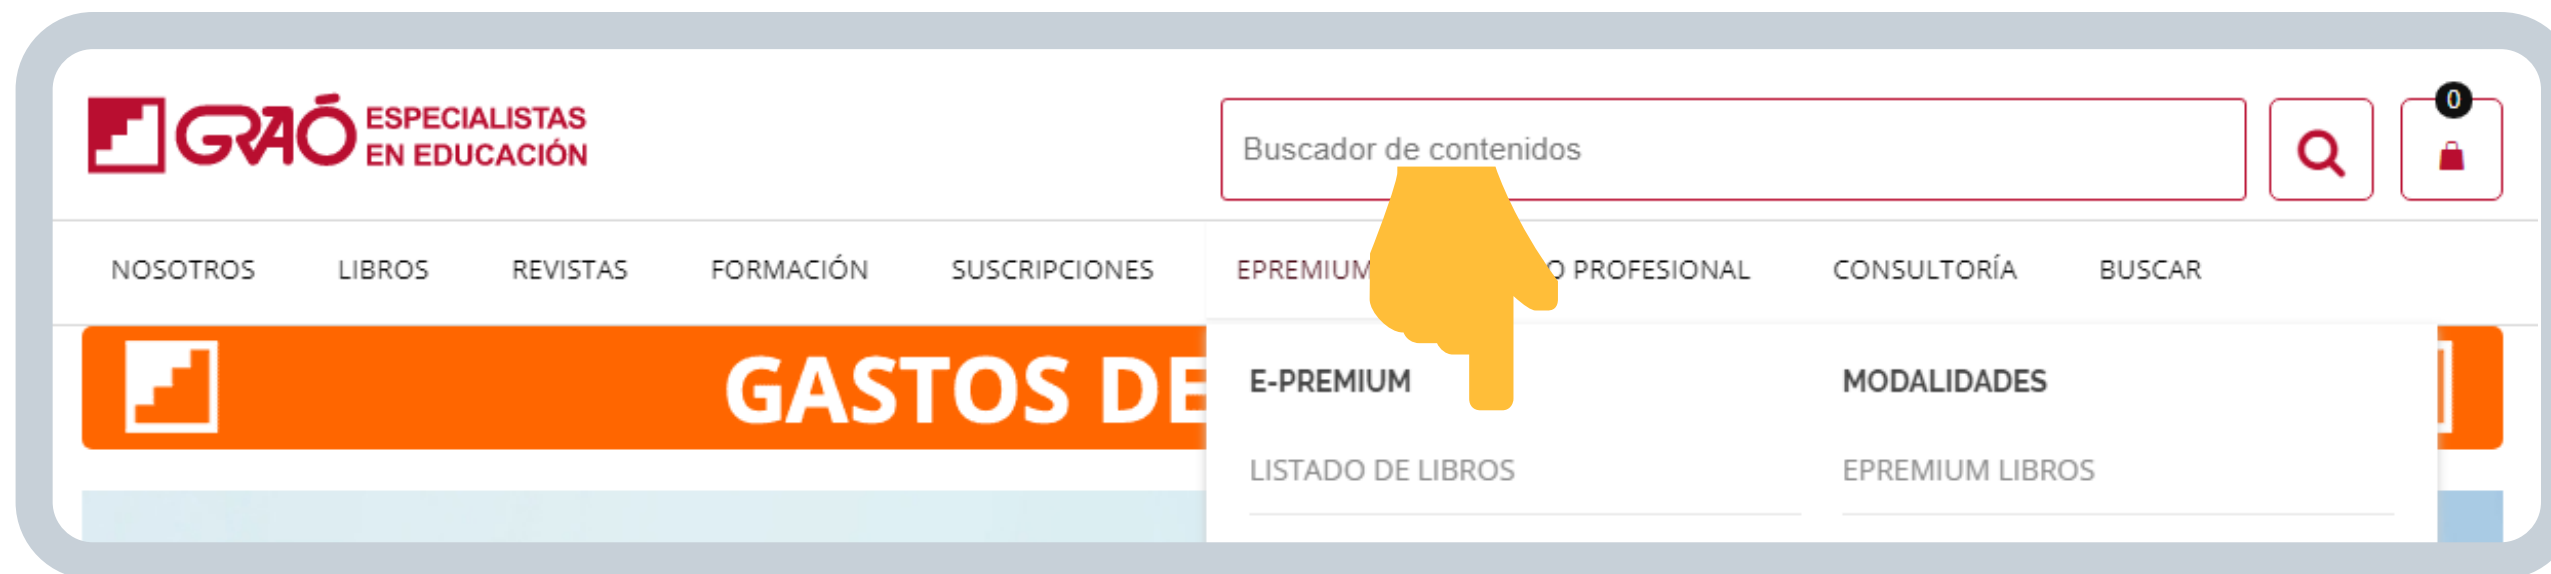 GRAÓ ESPECIALISTAS
EN EDUCACIÓN
Buscador de contenidos
0
NOSOTROS LIBROS REVISTAS FORMACIÓN SUSCRIPCIONES EPREMIUM PROFESIONAL CONSULTORÍA BUSCAR
GASTOS DE
E-PREMIUM MODALIDADES
LISTADO DE LIBROS EPREMIUM LIBROS